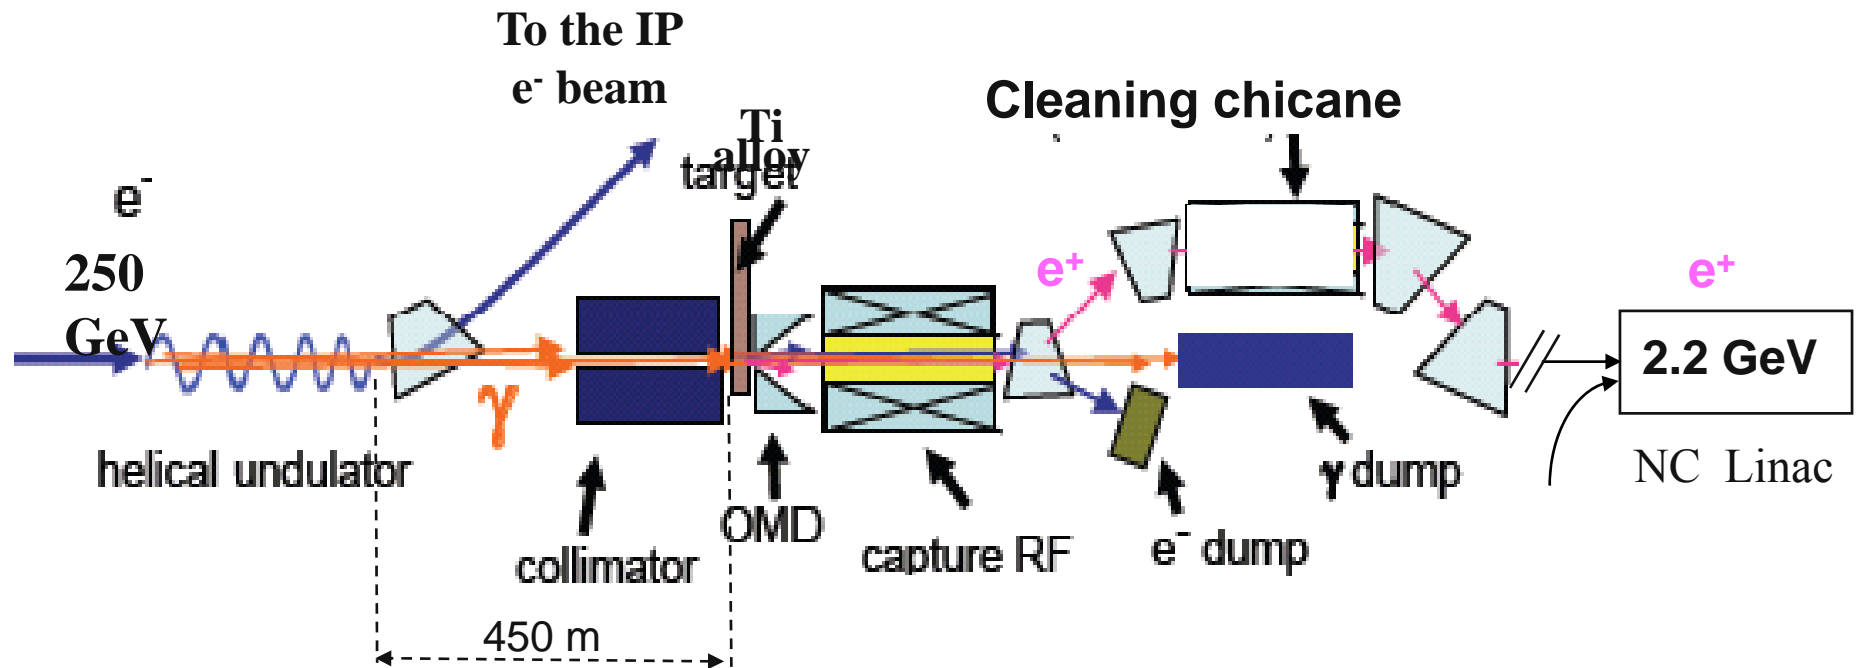 To the IP
e- beam
Cleaning chicane
Ti
alloy
target
e-
250
GeV
e+
e+
γ
2.2 GeV
helical undulator
γ dump
NC Linac
OMD
collimator
capture RF
e- dump
450 m